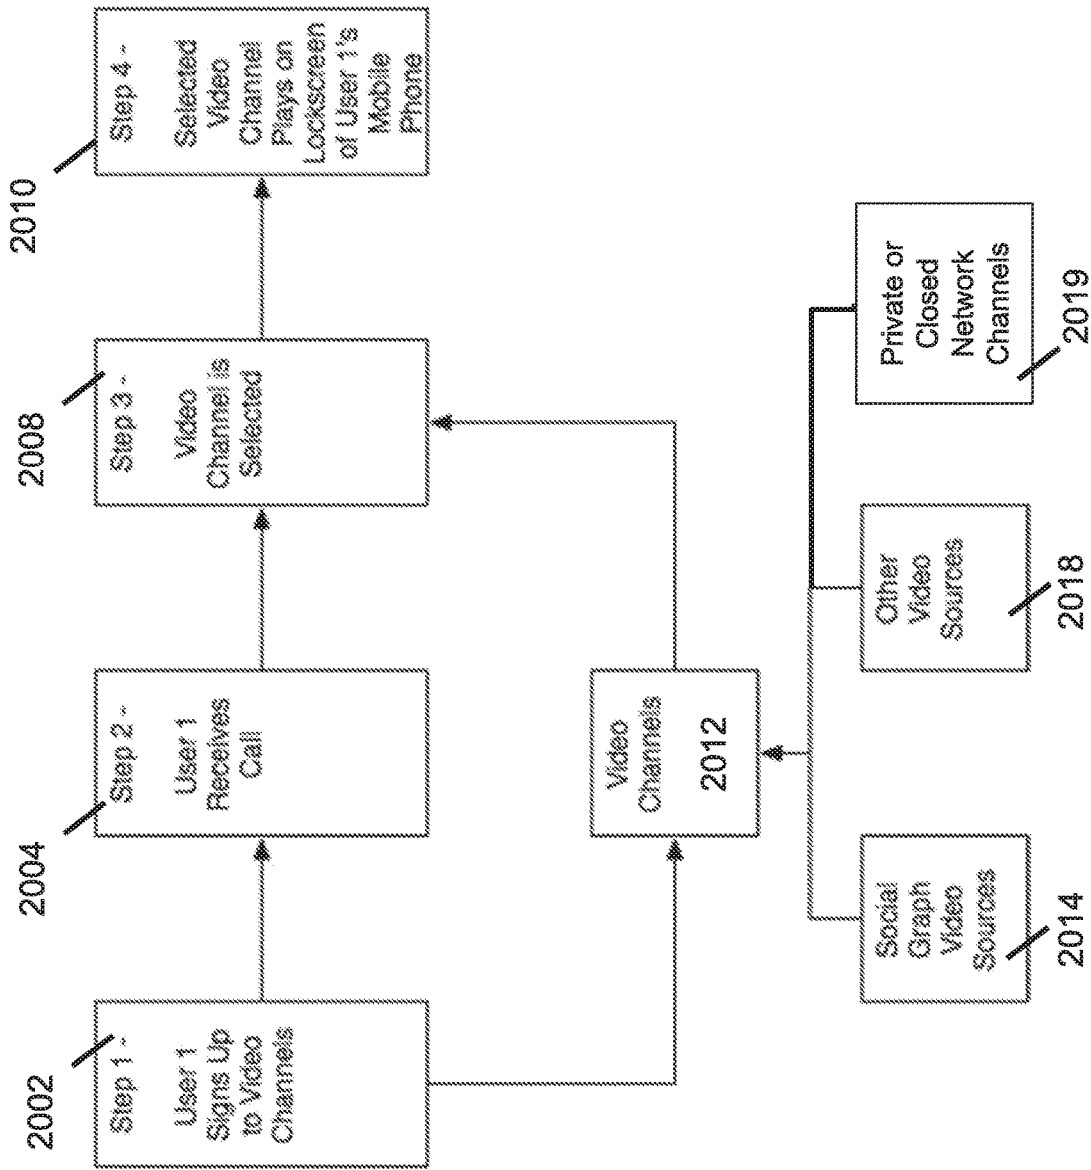 2002
Step 1 -
User 1
Signs Up
to Video
Channels
2004
Step 2 -
User 1
Receives
Call
2008
Step 3 -
Video
Channel is
Selected
2010
Step 4 -
Selected
Video
Channel
Plays on
Lockscreen
of User 1's
Mobile
Phone
Video
Channels
2012
Social
Graph
Video
Sources
2014
Other
Video
Sources
2018
Private or
Closed
Network
Channels
2019